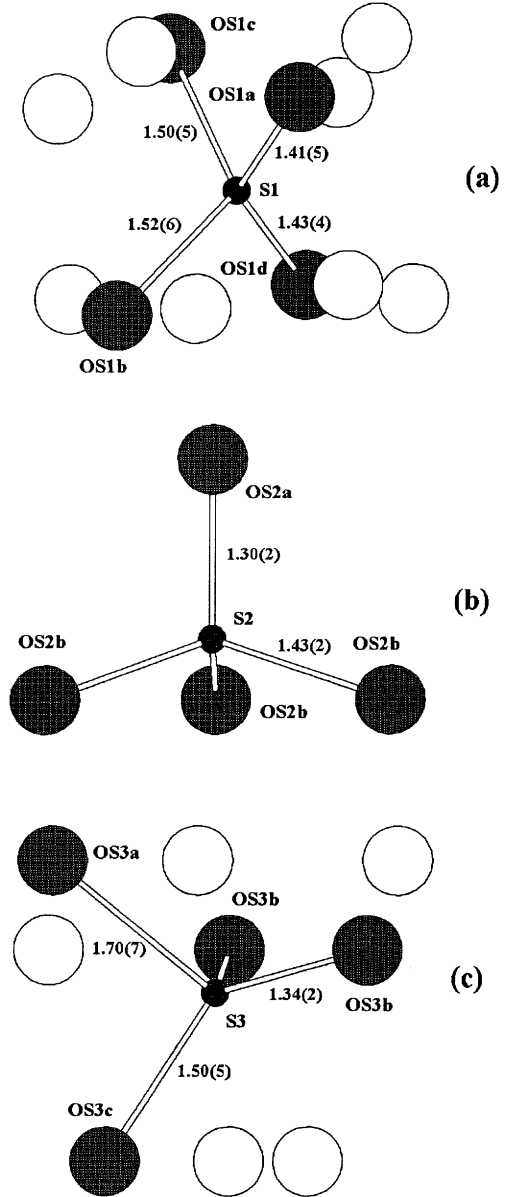 OS1c
OS1a
1.50(5)
1.41(5)
S1
(a)
1.52(6)
1.43(4)
OS1d
OS1b
OS2a
1.30(2)
(b)
S2
OS2b
1.43(2)
OS2b
OS2b
OS3a
OS3b
1.70(7)
(c)
1.34(2)
OS3b
S3
1.50(5)
OS3c